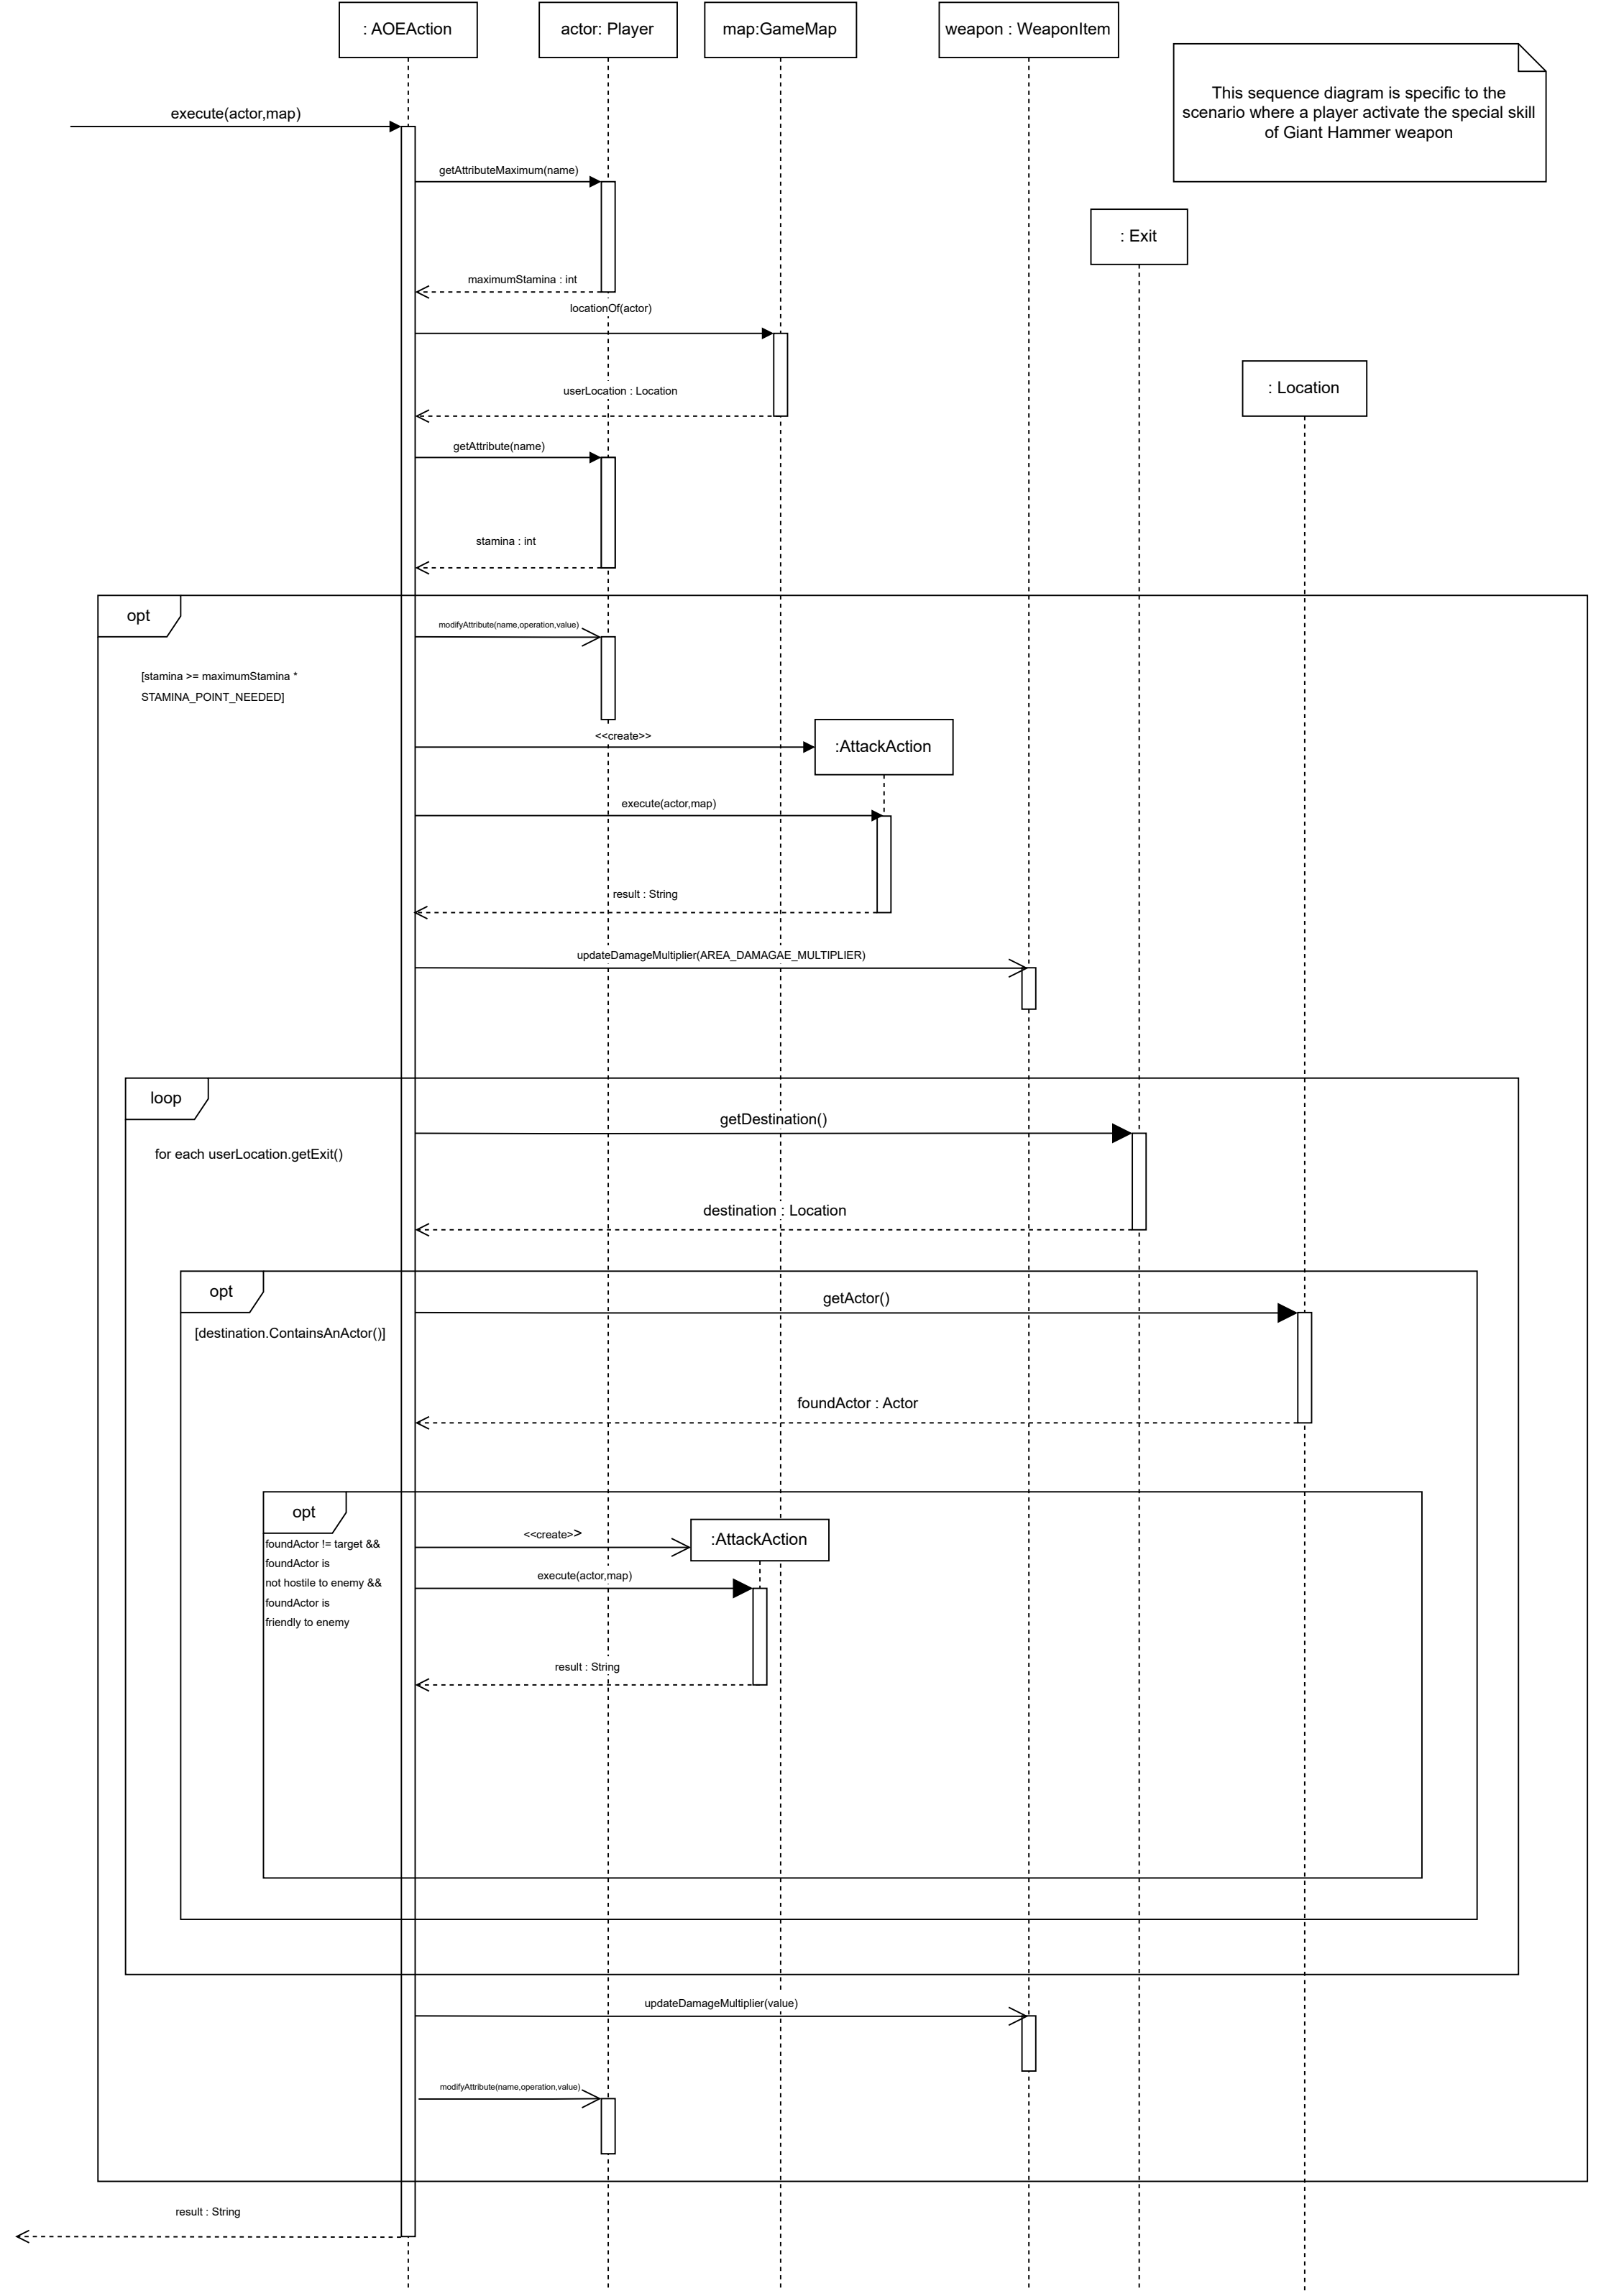 : AOEAction
actor: Player
map:GameMap
weapon : WeaponItem
This sequence diagram is specific to the
scenario where a player activate the special skill
of Giant Hammer weapon
execute(actor,map)
getAttributeMaximum(name)
: Exit
maximumStamina : int
locationOf(actor)
: Location
userLocation : Location
getAttribute(name)
stamina : int
opt
modifyAttribute(name,operation,value)
[stamina >= maximumStamina *
STAMINA_POINT_NEEDED]
<<create>>
:AttackAction
execute(actor,map)
result : String
updateDamageMultiplier(AREA_DAMAGAE_MULTIPLIER)
loop
getDestination()
for each userLocation.getExit()
destination : Location
opt
getActor()
[destination.ContainsAnActor()]
foundActor : Actor
opt
<<create>>
:AttackAction
foundActor != target &&
foundActor is
not hostile to enemy &&
foundActor is
friendly to enemy
execute(actor,map)
result : String
updateDamageMultiplier(value)
modifyAttribute(name,operation,value)
result : String